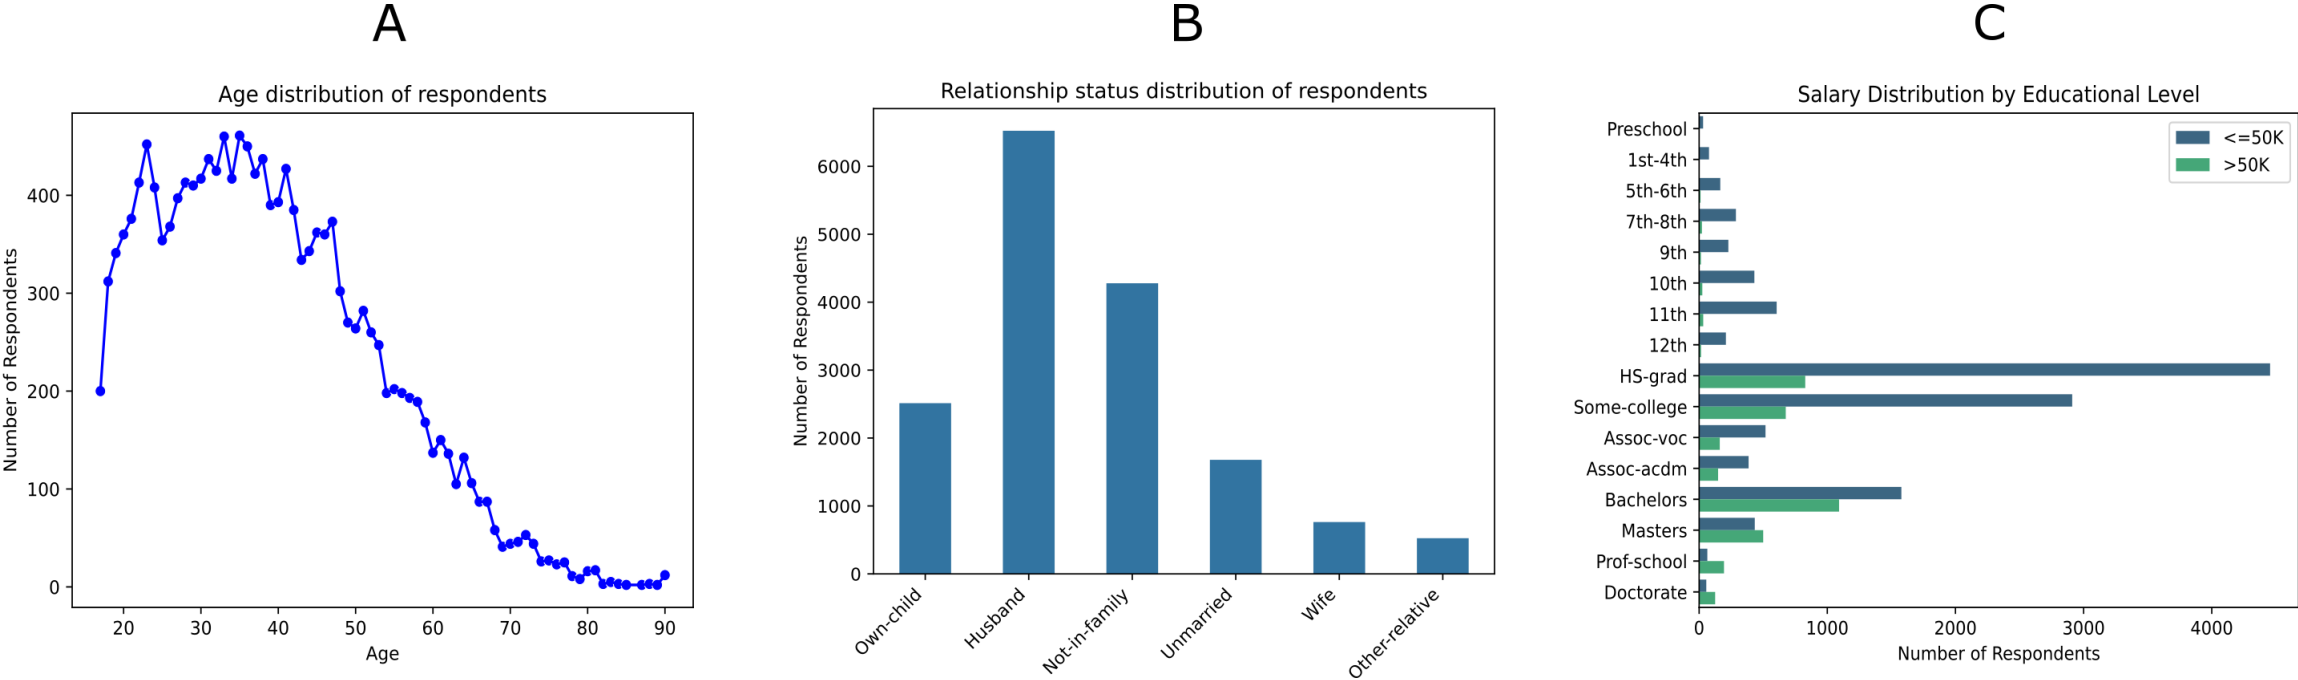 A
B
C
Age distribution of respondents
Number of Respondents
400
300
200
100
0
20 30 40 50 60 70 80 90
Age
Relationship status distribution of respondents
Number of Respondents
6000
5000
4000
3000
2000
1000
0
Own-child
Husband
Not-in-family
Unmarried
Wife
Other-relative
Salary Distribution by Educational Level
<=50K
>50K
Preschool
1st-4th
5th-6th
7th-8th
9th
10th
11th
12th
HS-grad
Some-college
Assoc-voc
Assoc-acdm
Bachelors
Masters
Prof-school
Doctorate
0 1000 2000 3000 4000
Number of Respondents